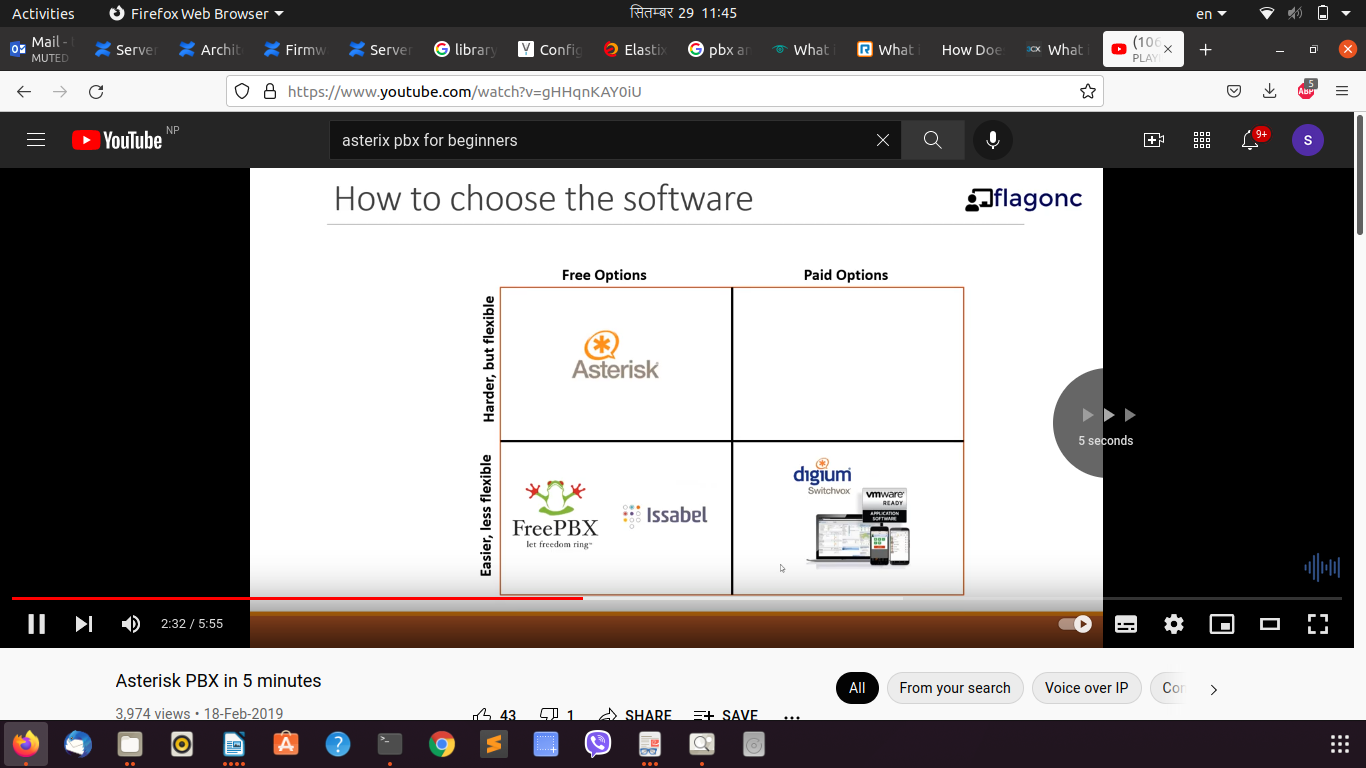 Activities Firefox Web Browser सितम्बर 29 11:45 en
Mail - Server Archit Firmw Server library Config Elastix pbx an What i What i How Doe What (106
MUTED PLAYI
https://www.youtube.com/watch?v=gHHqnKAY0iU ABP 5
YouTube NP asterix pbx for beginners 9+ S
How to choose the software flagonc
Free Options Paid Options
Harder, but flexible
Asterisk
5 seconds
Easier, less flexible
digium
Switchvox
vmware
READY
APPLICATION
SOFTWARE
FreePBX
let freedom ring™
Issabel
2:32 / 5:55
Asterisk PBX in 5 minutes
All From your search Voice over IP Cor
3,974 views • 18-Feb-2019 43 1 SHARE SAVE